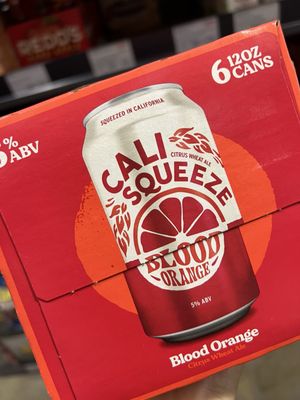 REDD'S
6 12OZ CANS
% ABV
SQUEEZED IN CALIFORNIA
CALI
CITRUS WHEAT ALE
SQUEEZE
BLOOD
ORANGE
5% ABV
Blood Orange
Citrus Wheat Ale